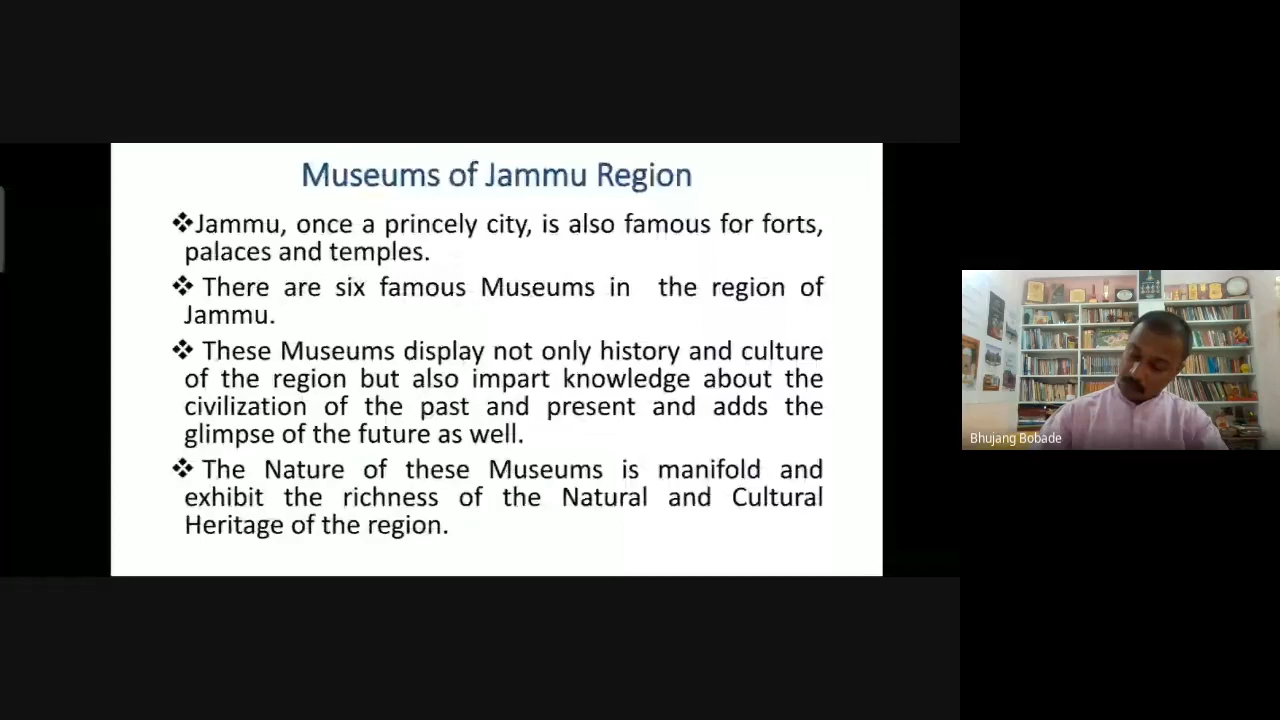 Museums of Jammu Region
❖Jammu, once a princely city, is also famous for forts,
palaces and temples.
❖ There are six famous Museums in the region of
Jammu.
❖ These Museums display not only history and culture
of the region but also impart knowledge about the
civilization of the past and present and adds the
glimpse of the future as well.
❖ The Nature of these Museums is manifold and
exhibit the richness of the Natural and Cultural
Heritage of the region.
Bhujang Bobade